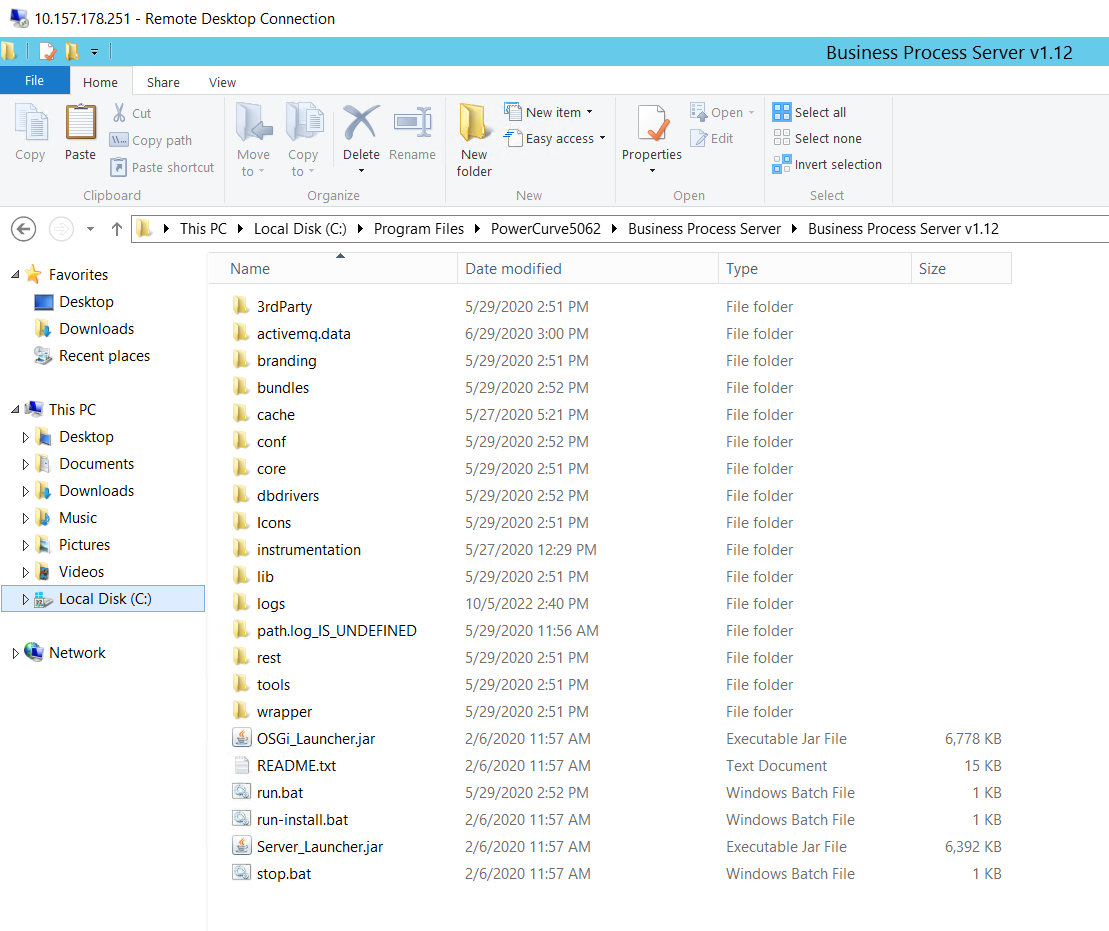 10.157.178.251 - Remote Desktop Connection
Business Process Server v1.12
File Home Share View
Copy Paste Cut Copy path Paste shortcut
Clipboard
Move to Copy to Delete Rename
Organize
New folder New item Easy access
New
Properties Open Edit
Open
Select all Select none Invert selection
Select
This PC Local Disk (C:) Program Files PowerCurve5062 Business Process Server Business Process Server v1.12
Favorites
Desktop
Downloads
Recent places
This PC
Desktop
Documents
Downloads
Music
Pictures
Videos
Local Disk (C:)
Network
Name Date modified Type Size
3rdParty 5/29/2020 2:51 PM File folder
activemq.data 6/29/2020 3:00 PM File folder
branding 5/29/2020 2:51 PM File folder
bundles 5/29/2020 2:52 PM File folder
cache 5/27/2020 5:21 PM File folder
conf 5/29/2020 2:52 PM File folder
core 5/29/2020 2:51 PM File folder
dbdrivers 5/29/2020 2:52 PM File folder
Icons 5/29/2020 2:51 PM File folder
instrumentation 5/27/2020 12:29 PM File folder
lib 5/29/2020 2:51 PM File folder
logs 10/5/2022 2:40 PM File folder
path.log_IS_UNDEFINED 5/29/2020 11:56 AM File folder
rest 5/29/2020 2:51 PM File folder
tools 5/29/2020 2:51 PM File folder
wrapper 5/29/2020 2:51 PM File folder
OSGi_Launcher.jar 2/6/2020 11:57 AM Executable Jar File 6,778 KB
README.txt 2/6/2020 11:57 AM Text Document 15 KB
run.bat 5/29/2020 2:52 PM Windows Batch File 1 KB
run-install.bat 2/6/2020 11:57 AM Windows Batch File 1 KB
Server_Launcher.jar 2/6/2020 11:57 AM Executable Jar File 6,392 KB
stop.bat 2/6/2020 11:57 AM Windows Batch File 1 KB